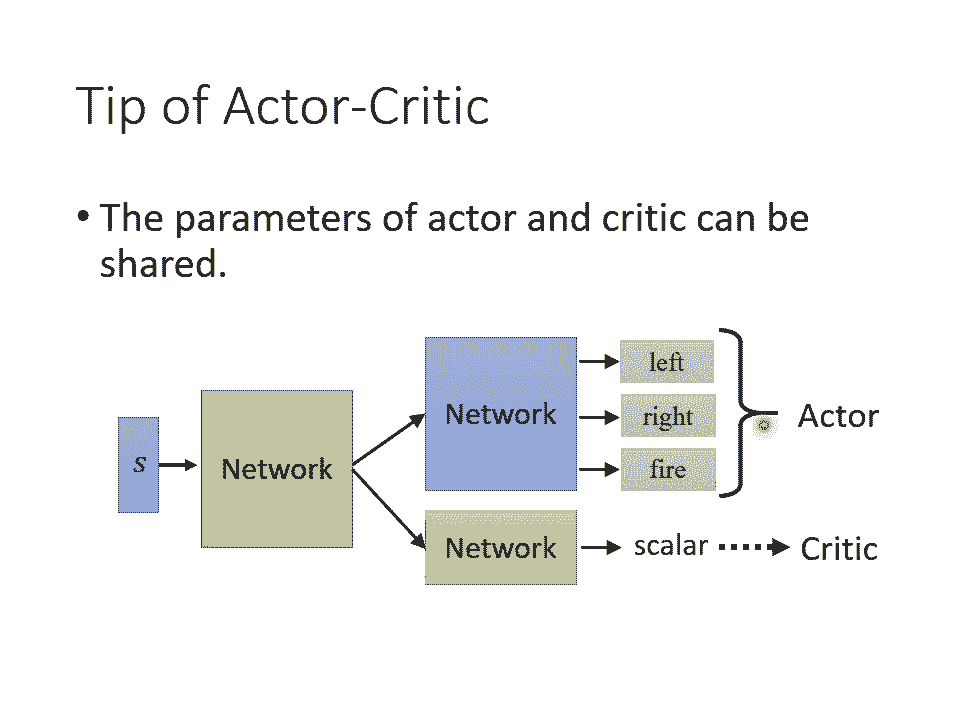 Tip of Actor-Critic
• The parameters of actor and critic can be
shared.
s
Network
Network
left
right
fire
Actor
Network
scalar
Critic